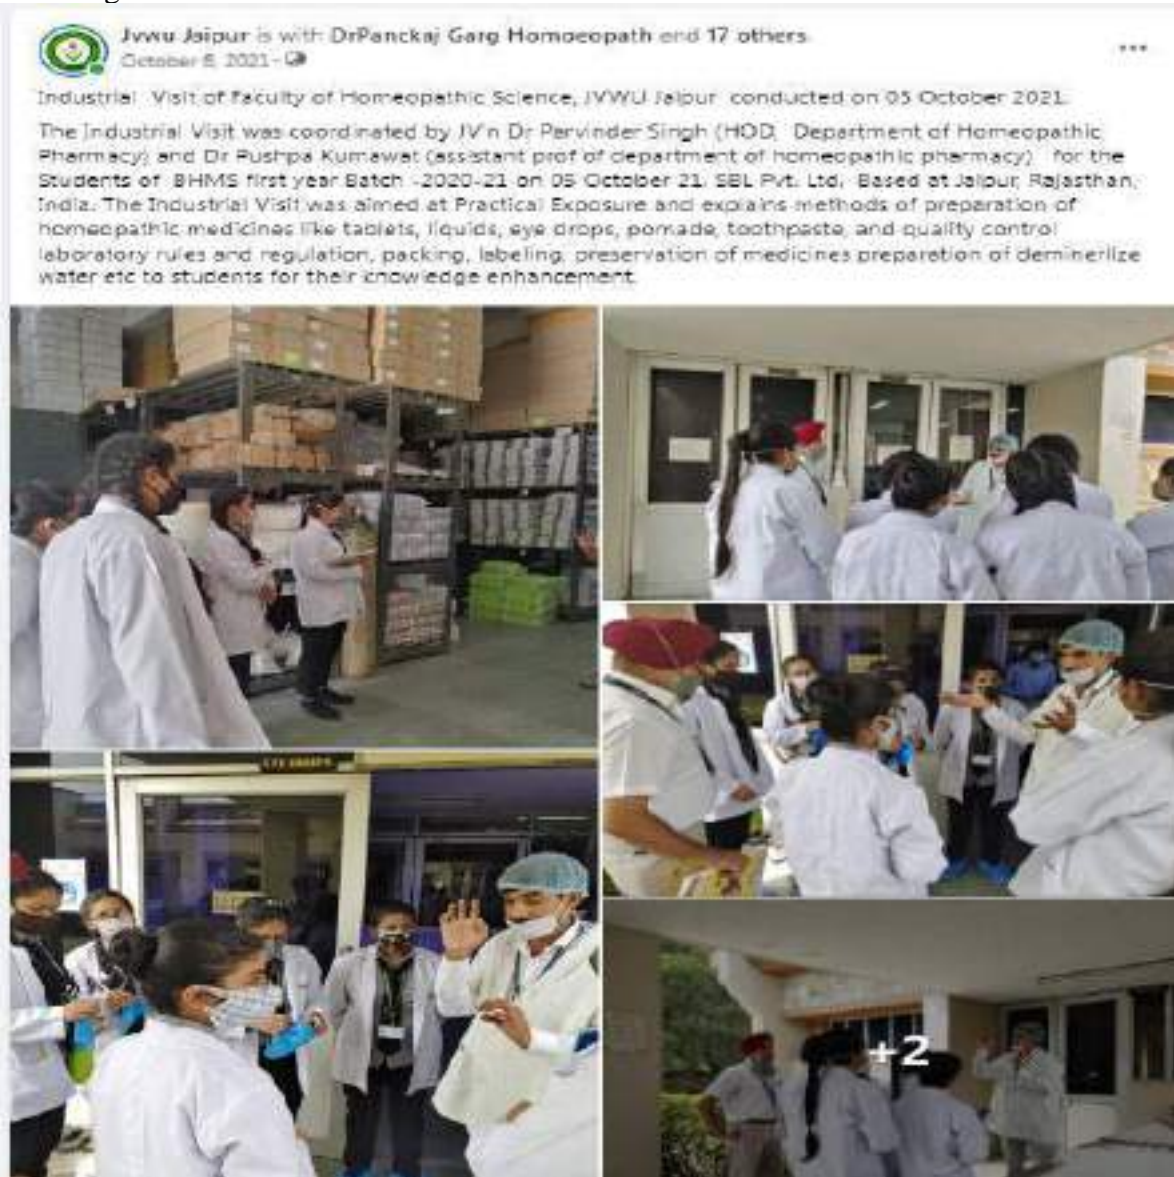 Jvwu Jaipur is with DrPanckaj Garg Homoeopath and 17 others.
October 6, 2021
Industrial Visit of Faculty of Homeopathic Science, JVWU Jaipur conducted on 05 October 2021.
The Industrial Visit was coordinated by JV'n Dr Parvinder Singh (HOD, Department of Homeopathic
Pharmacy) and Dr Pushpa Kumawat (assistant prof of department of homeopathic pharmacy) for the
Students of BHMS first year Batch -2020-21 on 05 October 21. SBL Pvt. Ltd, Based at Jaipur, Rajasthan,
India. The Industrial Visit was aimed at Practical Exposure and explains methods of preparation of
homeopathic medicines like tablets, liquids, eye drops, pomade, toothpaste, and quality control
laboratory rules and regulation, packing, labeling, preservation of medicines preparation of deminerlize
water etc to students for their knowledge enhancement.
EYE DROPS
+2